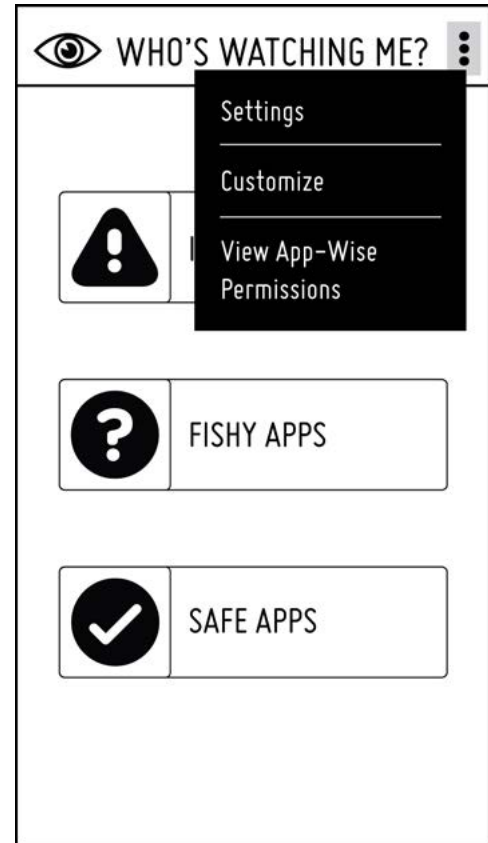 WHO'S WATCHING ME?
Settings
Customize
View App-Wise
Permissions
FISHY APPS
SAFE APPS